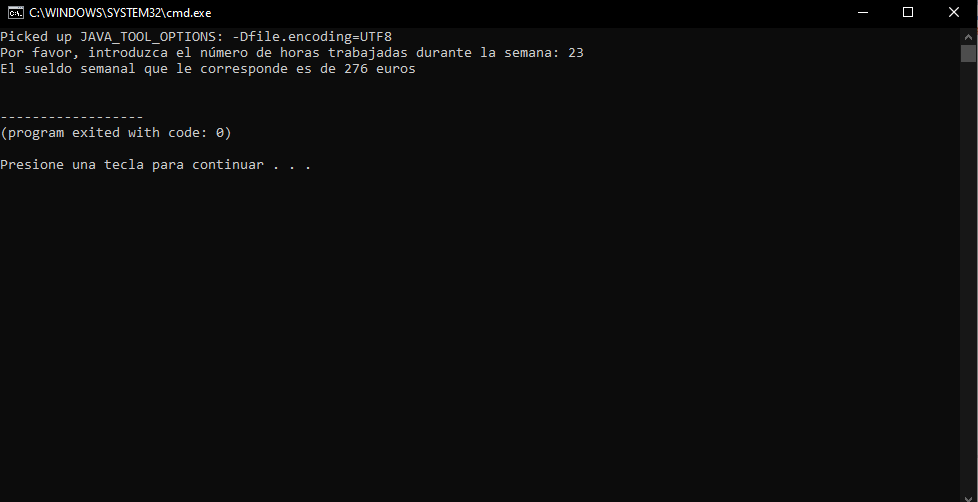 C:\WINDOWS\SYSTEM32\cmd.exe
Picked up JAVA_TOOL_OPTIONS: -Dfile.encoding=UTF8
Por favor, introduzca el número de horas trabajadas durante la semana: 23
El sueldo semanal que le corresponde es de 276 euros
------------------
(program exited with code: 0)
Presione una tecla para continuar . . .